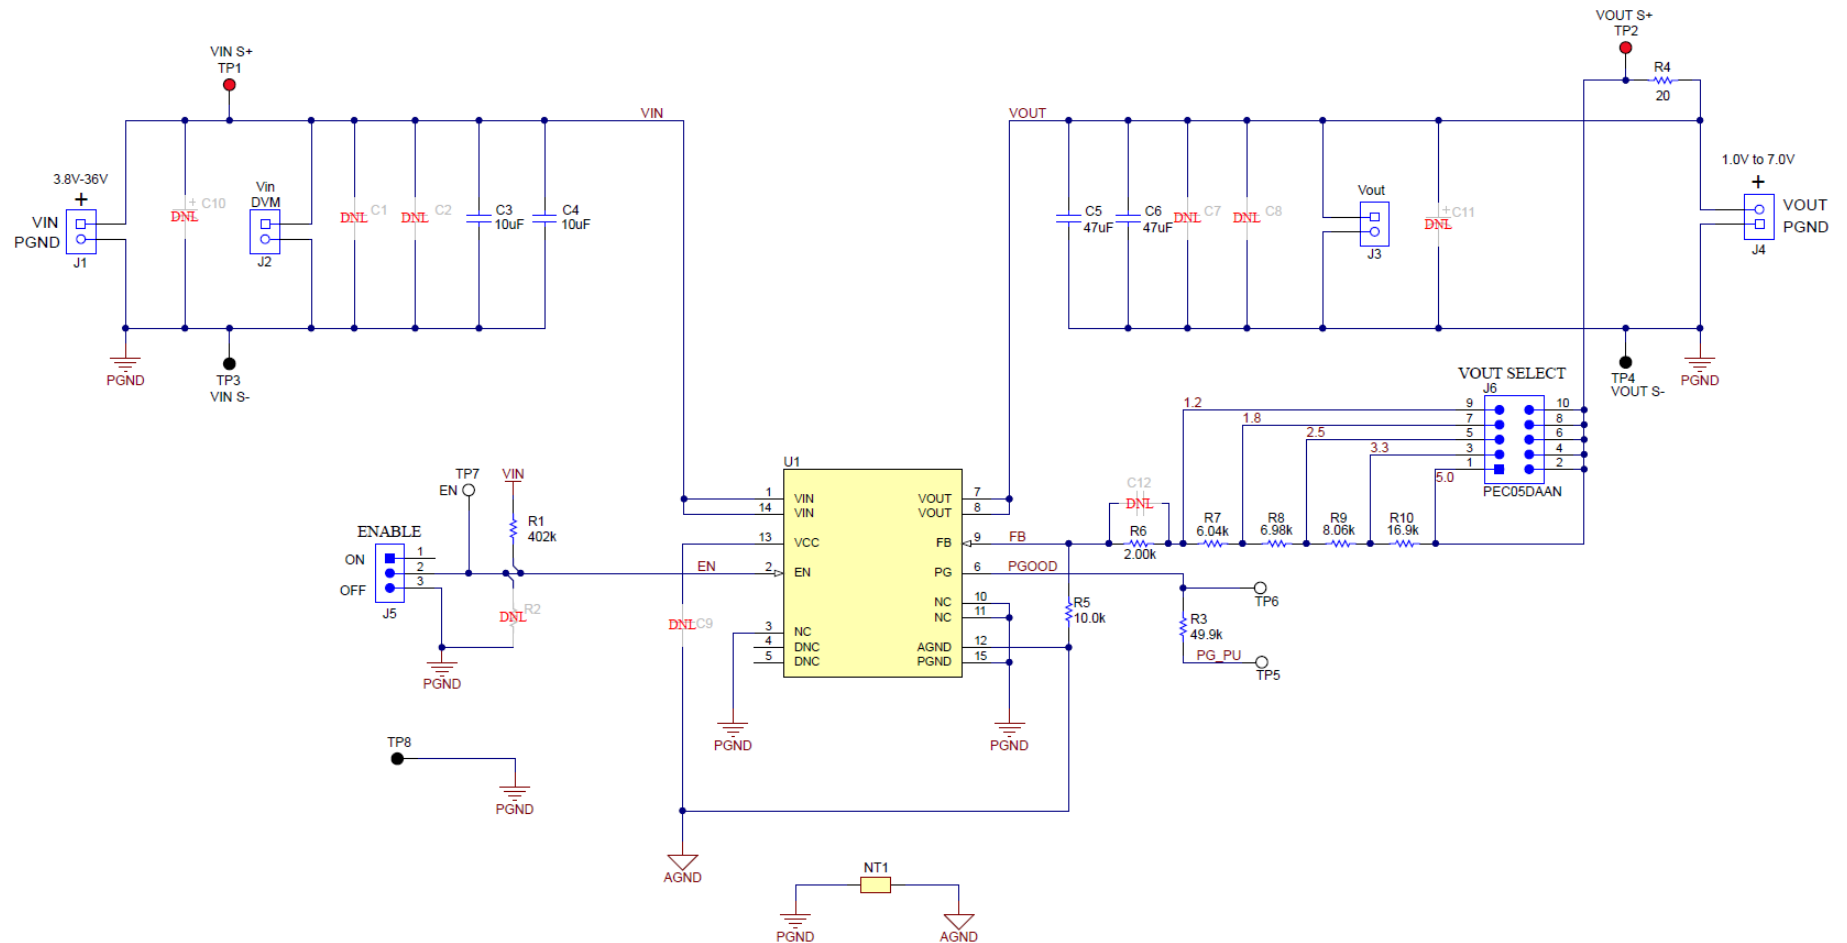 VOUT S+
TP2
VIN S+
TP1
R4
20
VIN
VOUT
3.8V-36V
+
VIN
PGND
J1
+
DNL C10
Vin
DVM
J2
DNL C1
DNL C2
C3
10uF
C4
10uF
C5
47uF
C6
47uF
DNL C7
DNL C8
Vout
J3
+
DNL C11
1.0V to 7.0V
+
VOUT
PGND
J4
PGND
TP3
VIN S-
TP4
VOUT S-
PGND
VOUT SELECT
J6
1.2 9 10
1.8 7 8
2.5 5 6
3.3 3 4
5.0 1 2
PEC05DAAN
TP7
EN
VIN
R1
402k
ENABLE
ON 1
2
OFF 3
J5
EN
DNL R2
PGND
U1
1 VIN VOUT 7
14 VIN VOUT 8
13 VCC FB 9 FB
2 EN PG 6 PGOOD
NC 10
NC 11
3 NC
4 DNC AGND 12
5 DNC PGND 15
DNL C9
C12
DNL
R6
2.00k
R7
6.04k
R8
6.98k
R9
8.06k
R10
16.9k
R5
10.0k
TP6
R3
49.9k
PG_PU
TP5
PGND
PGND
TP8
PGND
AGND
NT1
PGND
AGND